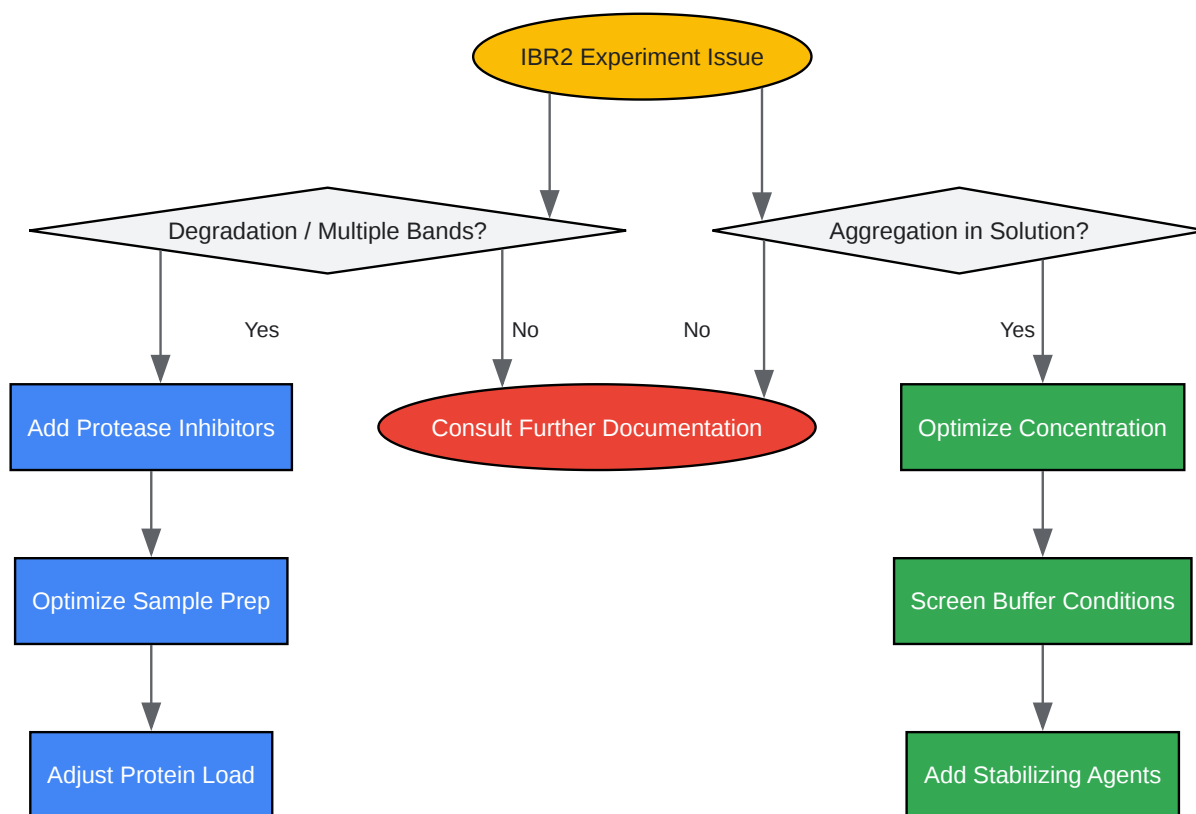 IBR2 Experiment Issue
Degradation / Multiple Bands?
Aggregation in Solution?
Yes
No
No
Yes
Add Protease Inhibitors
Consult Further Documentation
Optimize Concentration
Optimize Sample Prep
Screen Buffer Conditions
Adjust Protein Load
Add Stabilizing Agents